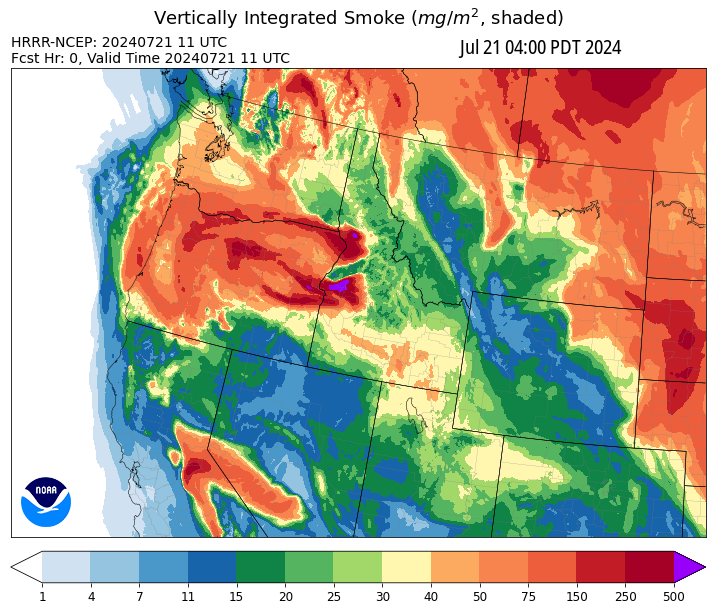 Vertically Integrated Smoke (mg/m², shaded)
HRRR-NCEP: 20240721 11 UTC
Jul 21 04:00 PDT 2024
Fcst Hr: 0, Valid Time 20240721 11 UTC
NOAA
1 4 7 11 15 20 25 30 40 50 75 150 250 500